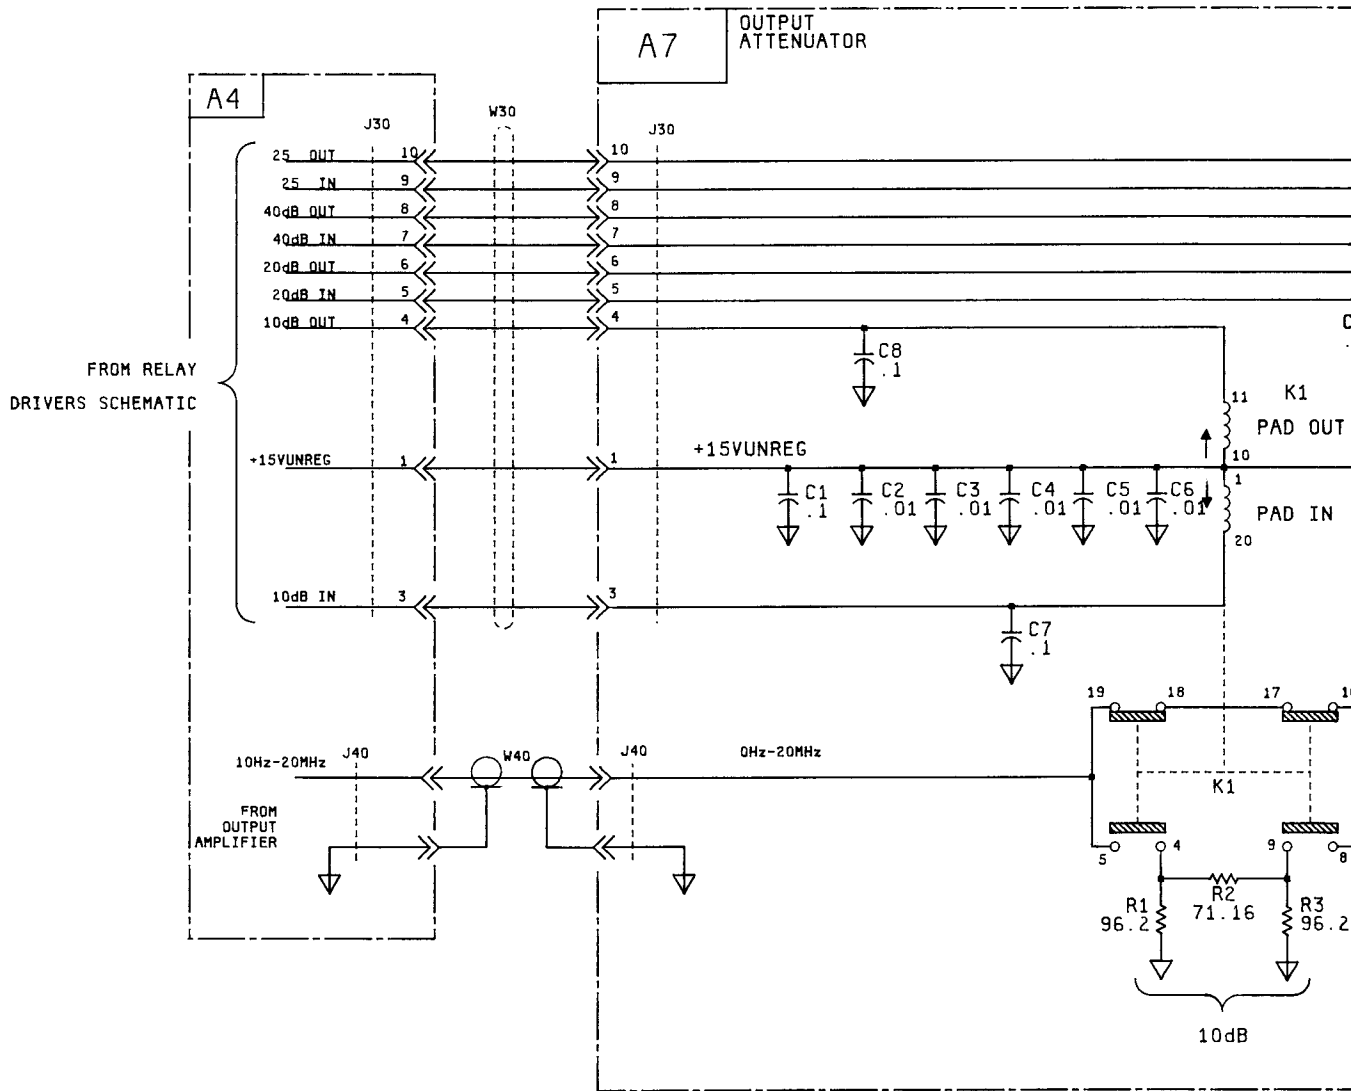 OUTPUT
ATTENUATOR
A7
A4
W30
J30
J30
25 OUT 10 10
25 IN 9 9
40dB OUT 8 8
40dB IN 7 7
20dB OUT 6 6
20dB IN 5 5
10dB OUT 4 4
C8
.1
FROM RELAY
DRIVERS SCHEMATIC
11
K1
PAD OUT
10
+15VUNREG 1 1
+15VUNREG
1
C1
.1
C2
.01
C3
.01
C4
.01
C5
.01
C6
.01
PAD IN
20
10dB IN 3 3
C7
.1
19 18 17
10Hz-20MHz
J40
W40
J40
0Hz-20MHz
K1
FROM
OUTPUT
AMPLIFIER
5 4 9 8
R1
96.2
R2
71.16
R3
96.2
10dB